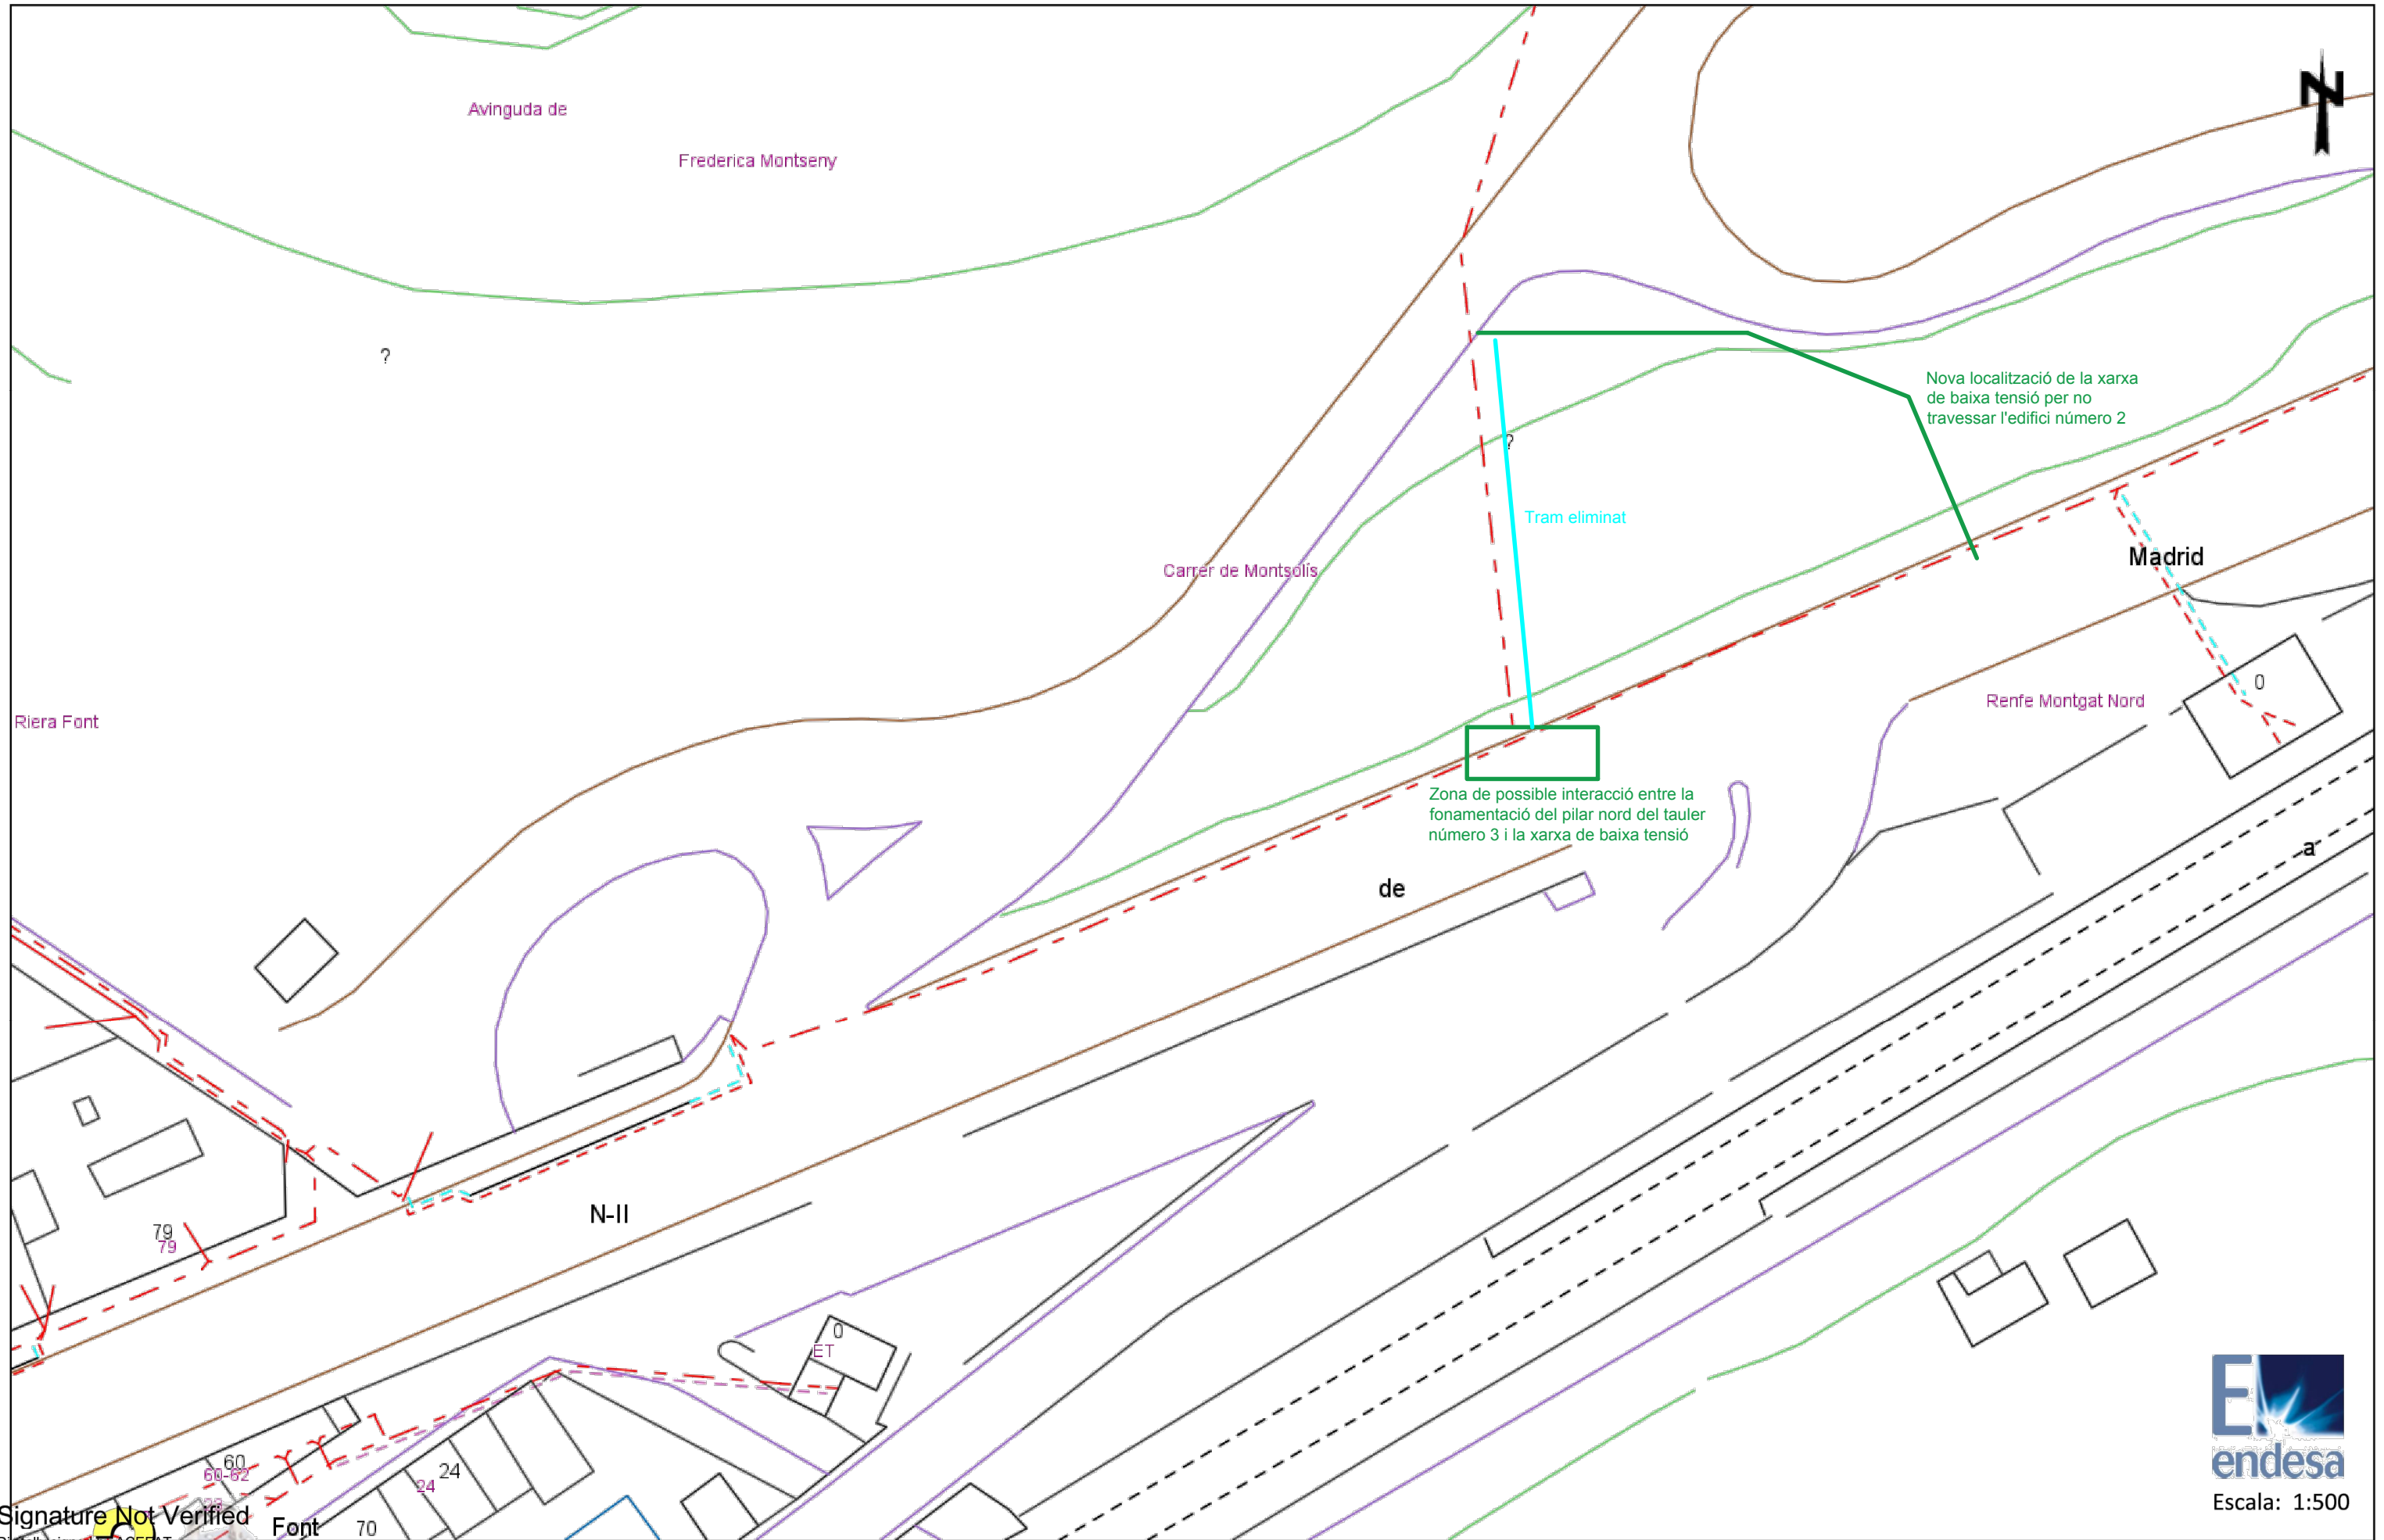 Avinguda de
Frederica Montseny
N
?
Nova localització de la xarxa
de baixa tensió per no
travessar l'edifici número 2
?
Tram eliminat
Madrid
Carrer de Montsolís
0
Renfe Montgat Nord
Riera Font
Zona de possible interacció entre la
fonamentació del pilar nord del tauler
número 3 i la xarxa de baixa tensió
a
de
N-II
79
79
0
ET
60
60-62
24
24
Signature Not Verified
Font
70
endesa
Escala: 1:500